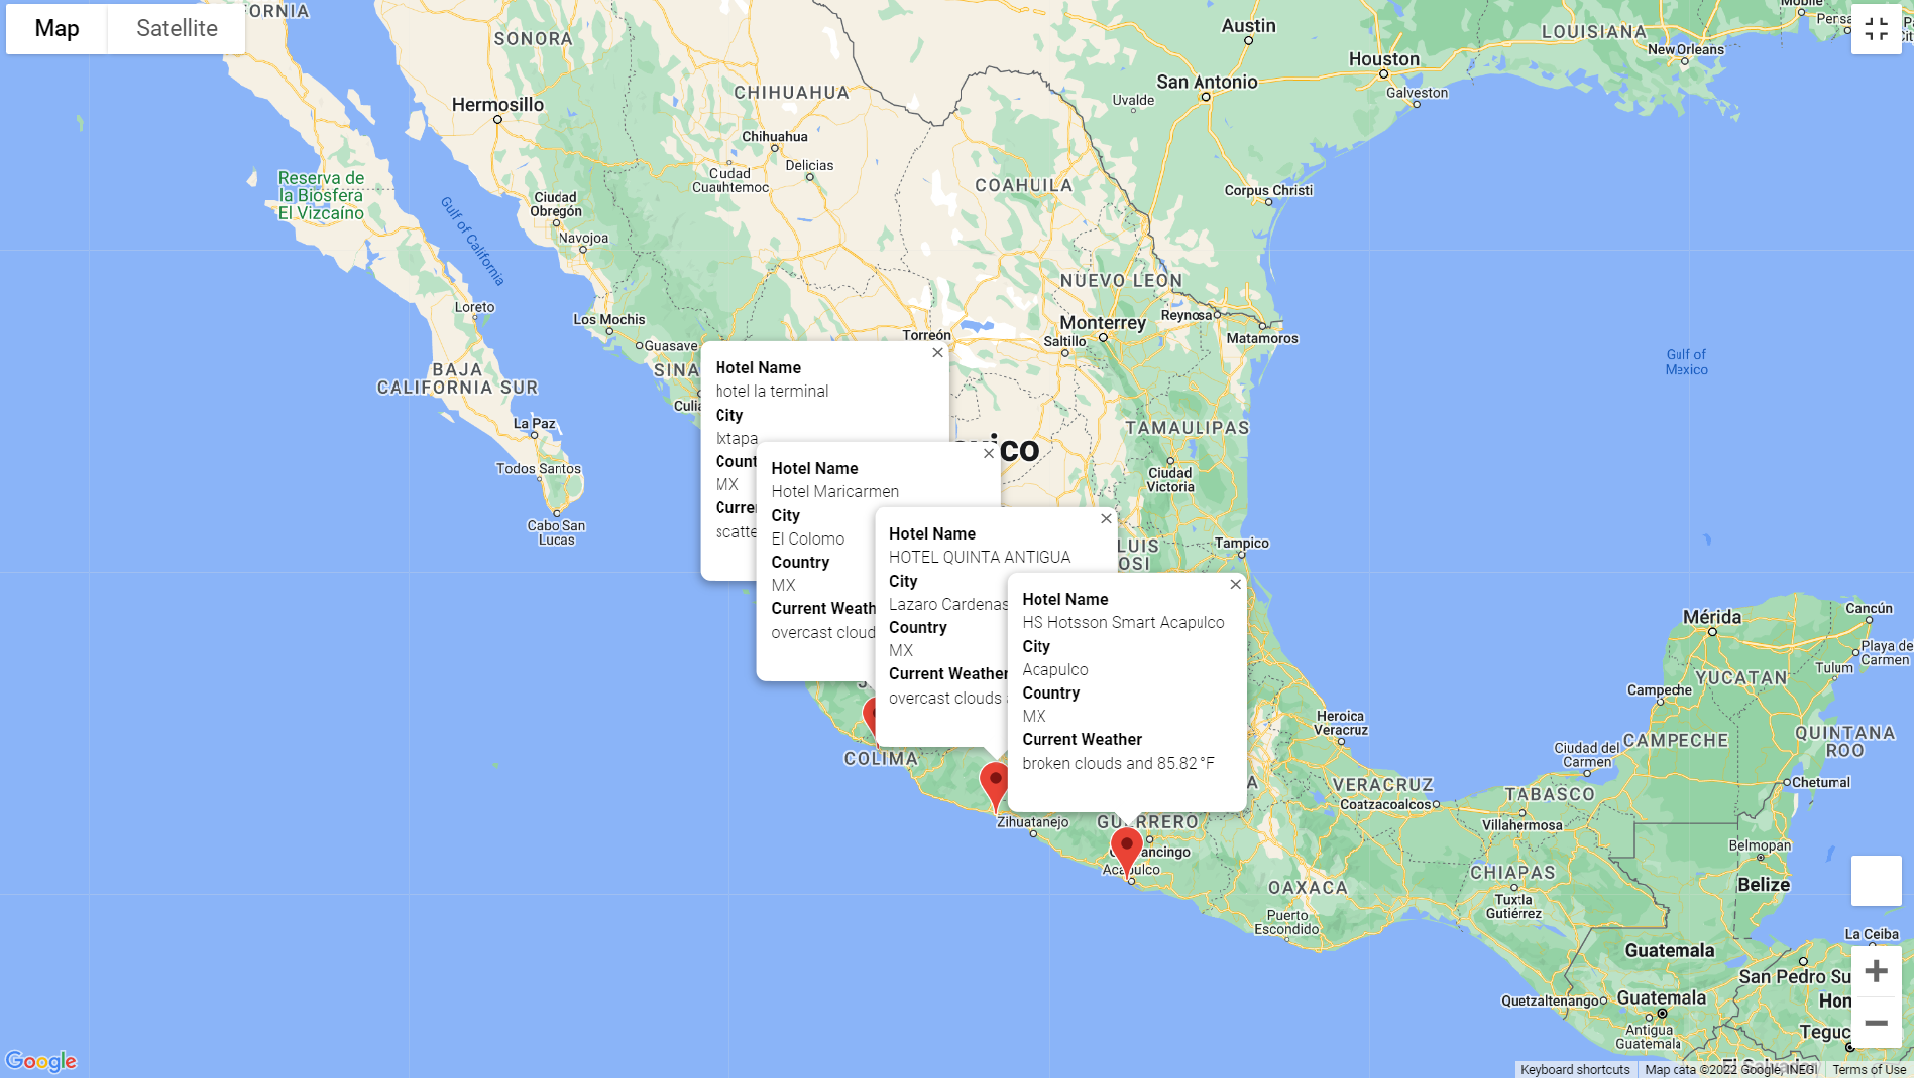 Map
Satellite
FORNIA
SONORA
Hermosillo
CHIHUAHUA
Chihuahua
Delicias
Ciudad
Cuauhtemoc
Uvalde
Austin
San Antonio
Houston
Galveston
LOUISIANA
New Orleans
Mobile
Reserva de
la Biosfera
El Vizcaíno
Gulf of California
Ciudad
Obregón
Navojoa
COAHUILA
Corpus Christi
NUEVO LEON
Loreto
Los Mochis
Guasave
Torreón
Monterrey
Saltillo
Reynosa
Matamoros
Gulf of
Mexico
BAJA
CALIFORNIA SUR
La Paz
Todos Santos
Cabo San
Lucas
SINA
Culia
Hotel Name
hotel la terminal
City
Ixtapa
Count
MX
Curre
scatte
Hotel Name
Hotel Maricarmen
City
El Colomo
Country
MX
Current Weath
overcast cloud
Hotel Name
HOTEL QUINTA ANTIGUA
City
Lazaro Cardenas
Country
MX
Current Weather
overcast clouds
Hotel Name
HS Hotsson Smart Acapulco
City
Acapulco
Country
MX
Current Weather
broken clouds and 85.82°F
ico
TAMAULIPAS
Ciudad
Victoria
LUIS
OSI
Tampico
COLIMA
Zihuatanejo
GUERRERO
Acapulco
Heroica
Veracruz
VERACRUZ
Coatzacoalcos
OAXACA
Puerto
Escondido
Mérida
Cancún
Playa de
Carmen
Tulum
YUCATAN
Campeche
CAMPECHE
QUINTANA
ROO
Ciudad del
Carmen
Chetumal
TABASCO
Villahermosa
CHIAPAS
Tuxtla
Gutiérrez
Belmopan
Belize
La Ceiba
Guatemala
San Pedro Su
Quetzaltenango
Guatemala
Hon
Antigua
Guatemala
Teguc
El Salvador
Google
Keyboard shortcuts
Map data ©2022 Google, INEGI
Terms of Use